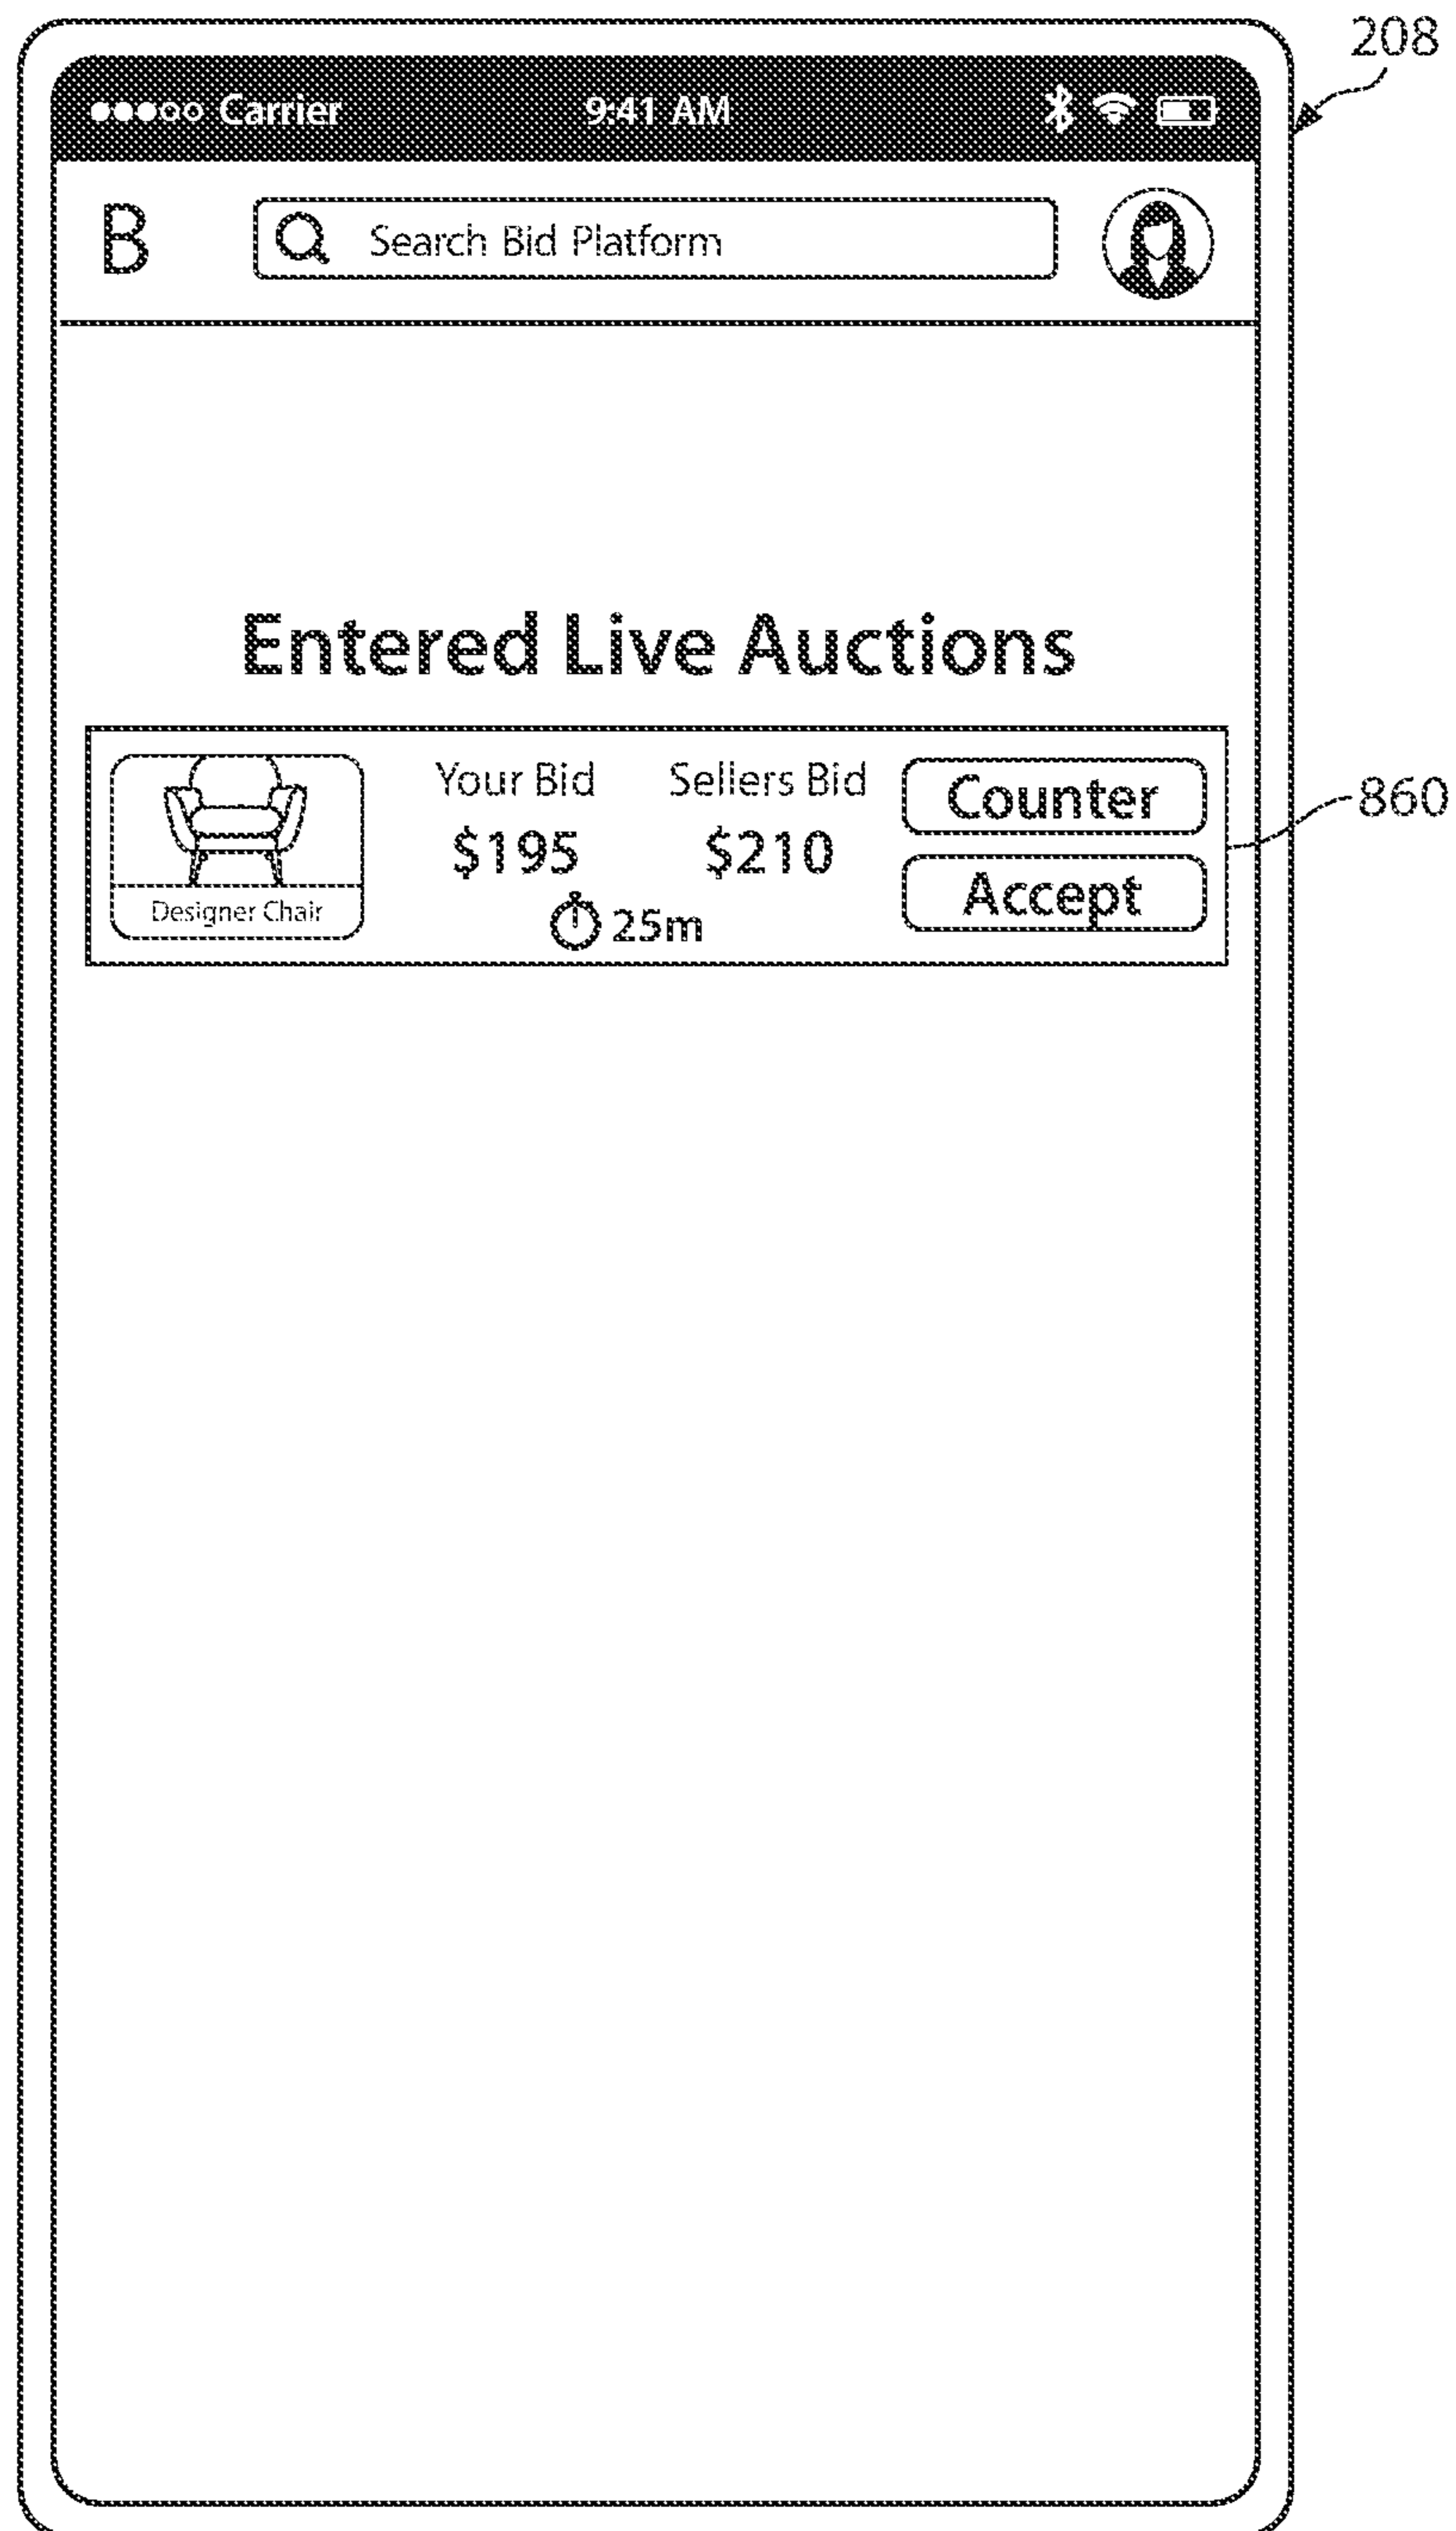 208
Carrier 9:41 AM
B Search Bid Platform
Entered Live Auctions
Your Bid Sellers Bid Counter
860
$195 $210
Accept
Designer Chair
25m